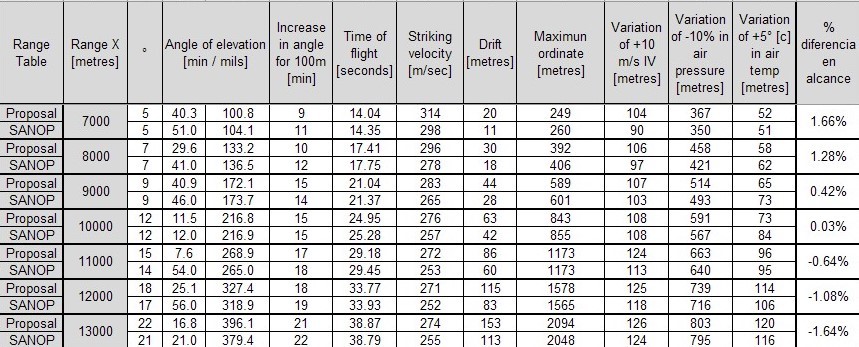 Range Table | Range X [metres] | ° | Angle of elevation [min / mils] | Increase in angle for 100m [min] | Time of flight [seconds] | Striking velocity [m/sec] | Drift [metres] | Maximun ordinate [metres] | Variation of +10 m/s IV [metres] | Variation of -10% in air pressure [metres] | Variation of +5° [c] in air temp [metres] | % diferencia en alcance
Proposal | 7000 | 5 | 40.3 | 100.8 | 9 | 14.04 | 314 | 20 | 249 | 104 | 367 | 52 | 1.66%
SANOP | 5 | 51.0 | 104.1 | 11 | 14.35 | 298 | 11 | 260 | 90 | 350 | 51
Proposal | 8000 | 7 | 29.6 | 133.2 | 10 | 17.41 | 296 | 30 | 392 | 106 | 458 | 58 | 1.28%
SANOP | 7 | 41.0 | 136.5 | 12 | 17.75 | 278 | 18 | 406 | 97 | 421 | 62
Proposal | 9000 | 9 | 40.9 | 172.1 | 15 | 21.04 | 283 | 44 | 589 | 107 | 514 | 65 | 0.42%
SANOP | 9 | 46.0 | 173.7 | 14 | 21.37 | 265 | 28 | 601 | 103 | 493 | 73
Proposal | 10000 | 12 | 11.5 | 216.8 | 15 | 24.95 | 276 | 63 | 843 | 108 | 591 | 73 | 0.03%
SANOP | 12 | 12.0 | 216.9 | 15 | 25.28 | 257 | 42 | 855 | 108 | 567 | 84
Proposal | 11000 | 15 | 7.6 | 268.9 | 17 | 29.18 | 272 | 86 | 1173 | 124 | 663 | 96 | -0.64%
SANOP | 14 | 54.0 | 265.0 | 18 | 29.45 | 253 | 60 | 1173 | 113 | 640 | 95
Proposal | 12000 | 18 | 25.1 | 327.4 | 18 | 33.77 | 271 | 115 | 1578 | 125 | 739 | 114 | -1.08%
SANOP | 17 | 56.0 | 318.9 | 19 | 33.93 | 252 | 83 | 1565 | 118 | 716 | 106
Proposal | 13000 | 22 | 16.8 | 396.1 | 21 | 38.87 | 274 | 153 | 2094 | 126 | 803 | 120 | -1.64%
SANOP | 21 | 21.0 | 379.4 | 22 | 38.79 | 255 | 113 | 2048 | 124 | 795 | 116